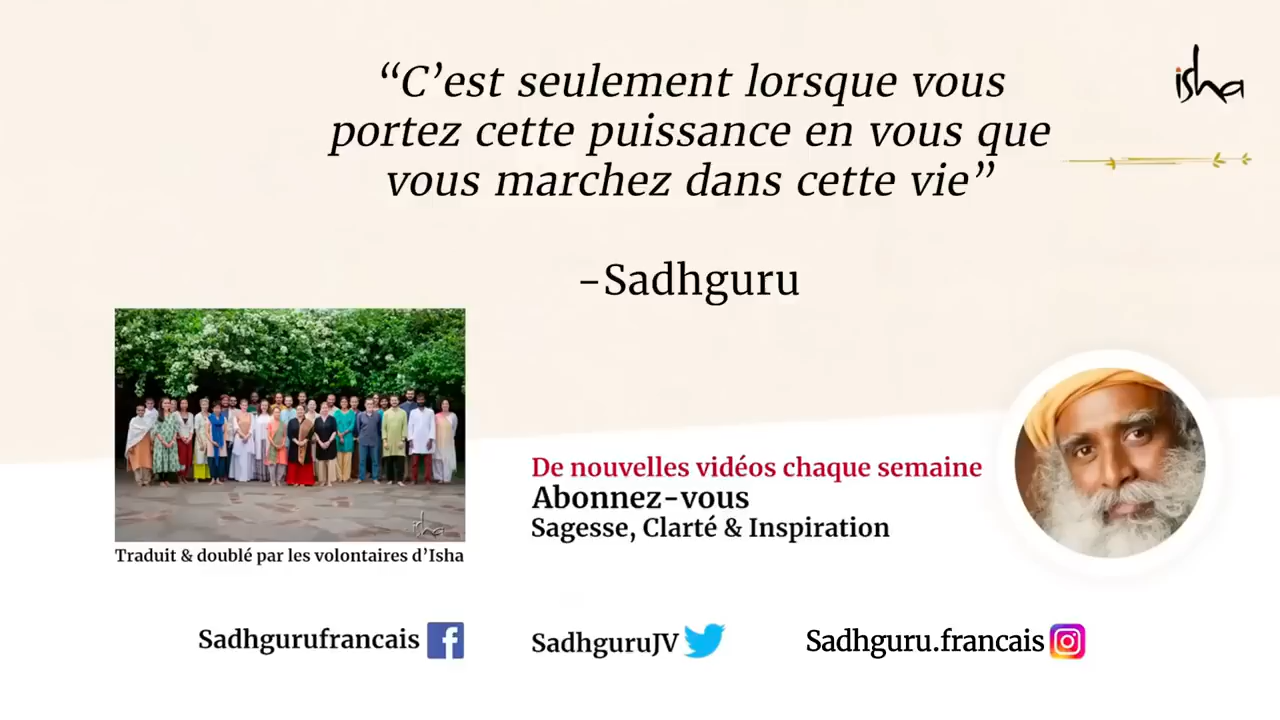 “C’est seulement lorsque vous
portez cette puissance en vous que
vous marchez dans cette vie”
-Sadhguru
isha
isha
Traduit & doublé par les volontaires d’Isha
De nouvelles vidéos chaque semaine
Abonnez-vous
Sagesse, Clarté & Inspiration
Sadhgurufrancais
SadhguruJV
Sadhguru.francais